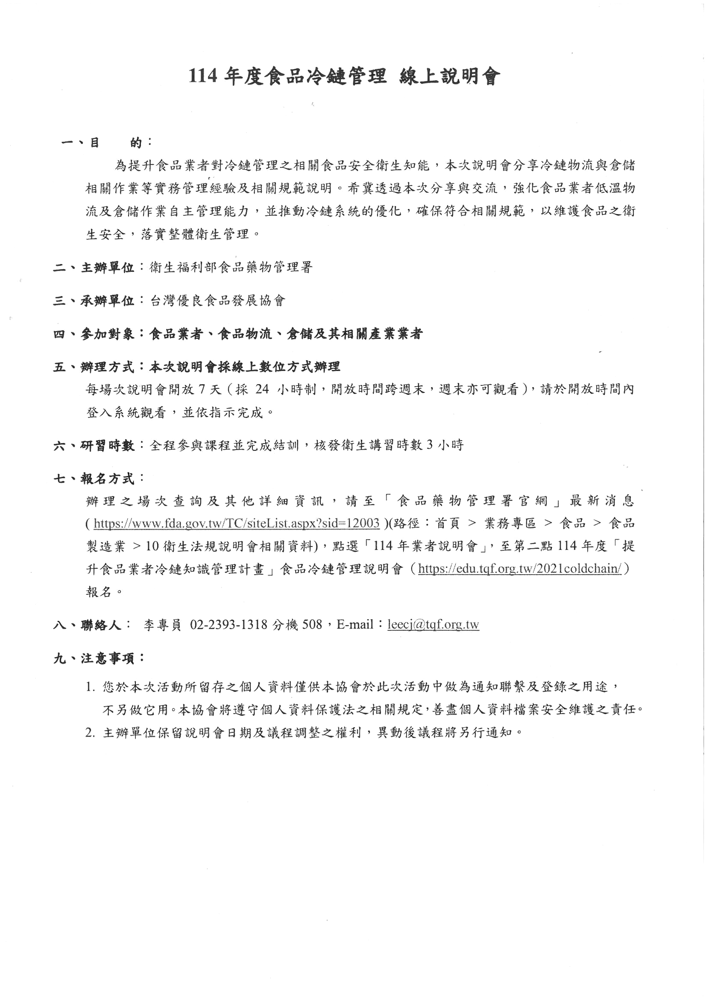 114 年度食品冷鏈管理 線上說明會
一、目　　的：
為提升食品業者對冷鏈管理之相關食品安全衛生知能，本次說明會分享冷鏈物流與倉儲
相關作業等實務管理經驗及相關規範說明。希冀透過本次分享與交流，強化食品業者低溫物
流及倉儲作業自主管理能力，並推動冷鏈系統的優化，確保符合相關規範，以維護食品之衛
生安全，落實整體衛生管理。
二、主辦單位：衛生福利部食品藥物管理署
三、承辦單位：台灣優良食品發展協會
四、參加對象：食品業者、食品物流、倉儲及其相關產業業者
五、辦理方式：本次說明會採線上數位方式辦理
每場次說明會開放 7 天（採 24 小時制，開放時間跨週末，週末亦可觀看），請於開放時間內
登入系統觀看，並依指示完成。
六、研習時數：全程參與課程並完成結訓，核發衛生講習時數 3 小時
七、報名方式：
辦理之場次查詢及其他詳細資訊，請至「食品藥物管理署官網」最新消息
( https://www.fda.gov.tw/TC/siteList.aspx?sid=12003 )(路徑：首頁 > 業務專區 > 食品 > 食品
製造業 > 10 衛生法規說明會相關資料)，點選「114 年業者說明會」，至第二點 114 年度「提
升食品業者冷鏈知識管理計畫」食品冷鏈管理說明會（https://edu.tqf.org.tw/2021coldchain/）
報名。
八、聯絡人： 李專員 02-2393-1318 分機 508，E-mail：leecj@tqf.org.tw
九、注意事項：
1. 您於本次活動所留存之個人資料僅供本協會於此次活動中做為通知聯繫及登錄之用途，
不另做它用。本協會將遵守個人資料保護法之相關規定，善盡個人資料檔案安全維護之責任。
2. 主辦單位保留說明會日期及議程調整之權利，異動後議程將另行通知。